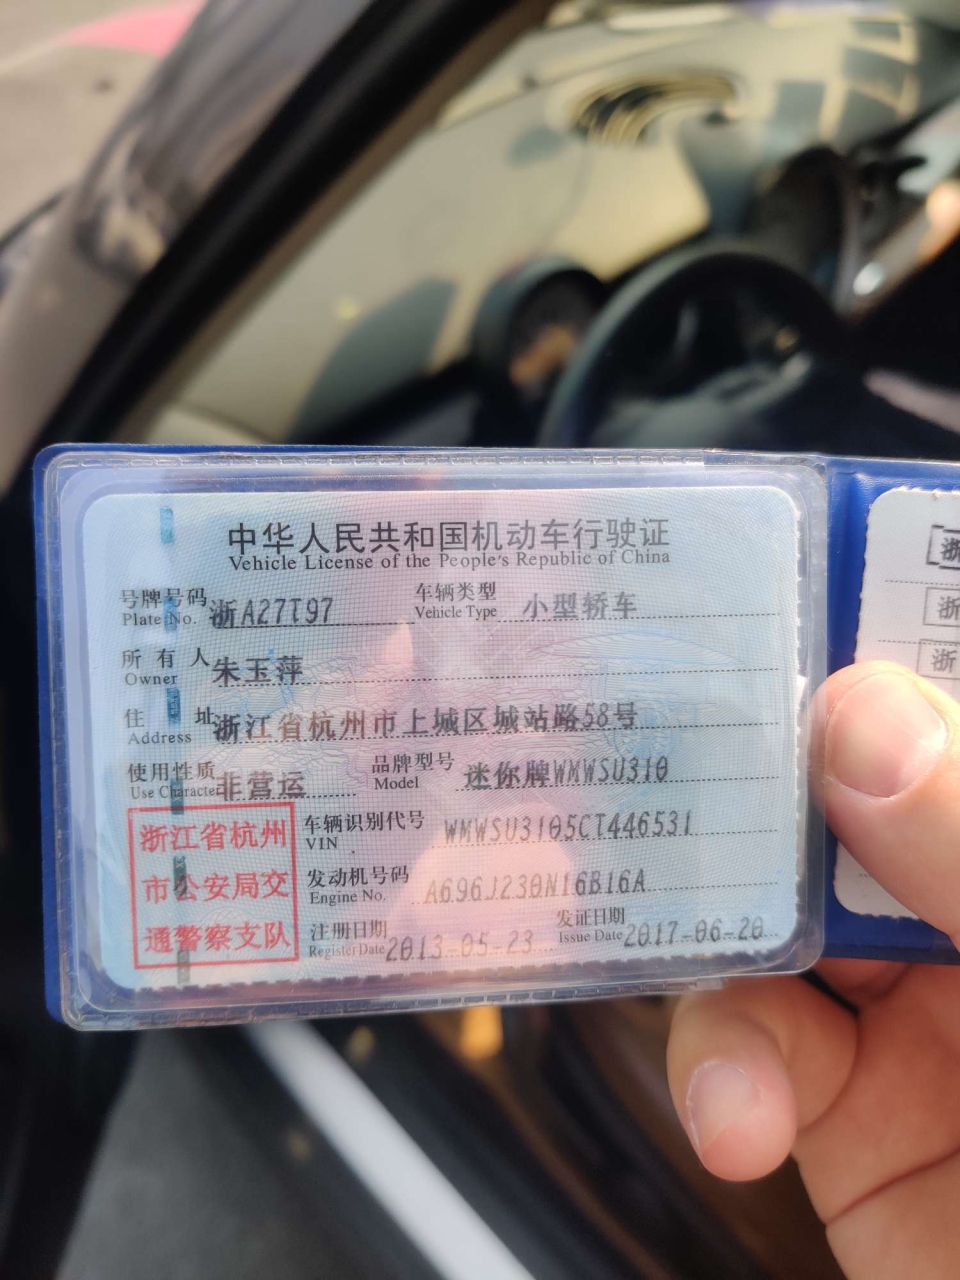 中华人民共和国机动车行驶证
Vehicle License of the People's Republic of China
号牌号码 浙A27T97 车辆类型 小型轿车
Plate No. Vehicle Type
所有人 朱玉萍
Owner
住址 浙江省杭州市上城区城站路58号
Address
使用性质 非营运 品牌型号 迷你牌WMWSU310
Use Character Model
浙江省杭州
市公安局交
通警察支队
车辆识别代号 WMWSU3105CT446531
VIN
发动机号码 A696J230N16B16A
Engine No.
注册日期 2013-05-23 发证日期 2017-06-20
Register Date Issue Date
浙
浙
浙